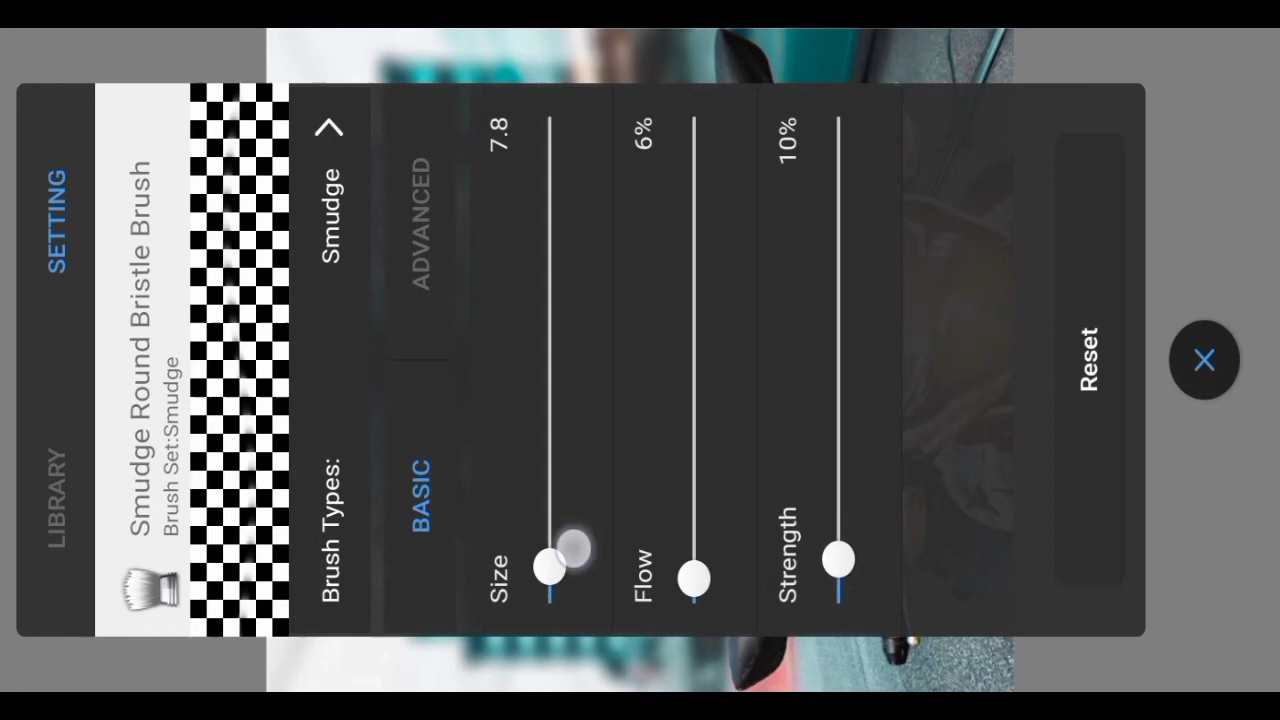 LIBRARY SETTING
Smudge Round Bristle Brush
Brush Set:Smudge
Brush Types: Smudge
BASIC ADVANCED
Size 7.8
Flow 6%
Strength 10%
Reset